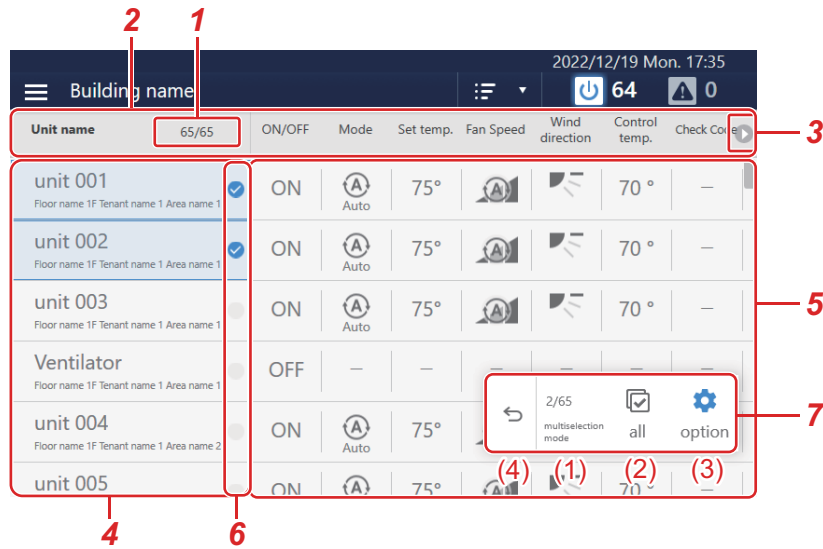 2 1
2022/12/19 Mon. 17:35
Building name 64 0
Unit name 65/65 ON/OFF Mode Set temp. Fan Speed Wind direction Control temp. Check Code 3
unit 001 ON A Auto 75° A 70 ° –
Floor name 1F Tenant name 1 Area name 1
unit 002 ON A Auto 75° A 70 ° –
Floor name 1F Tenant name 1 Area name 1
unit 003 ON A Auto 75° A 70 ° – 5
Floor name 1F Tenant name 1 Area name 1
Ventilator OFF – – – – – –
Floor name 1F Tenant name 1 Area name 1
2/65
multiselection
mode all option 7
unit 004 ON A Auto 75°
Floor name 1F Tenant name 1 Area name 2
(4) (1) (2) (3)
unit 005 ON A 75° A 70 ° –
4 6